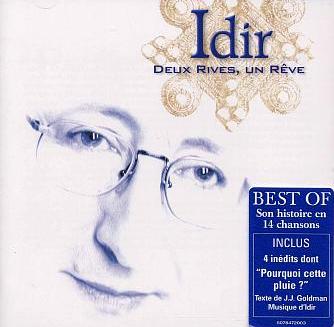 Idir
DEUX RIVES, UN RÊVE
BEST OF
Son histoire en
14 chansons
INCLUS
4 inédits dont
"Pourquoi cette
pluie ?"
Texte de J.J. Goldman
Musique d'Idir
5078472003